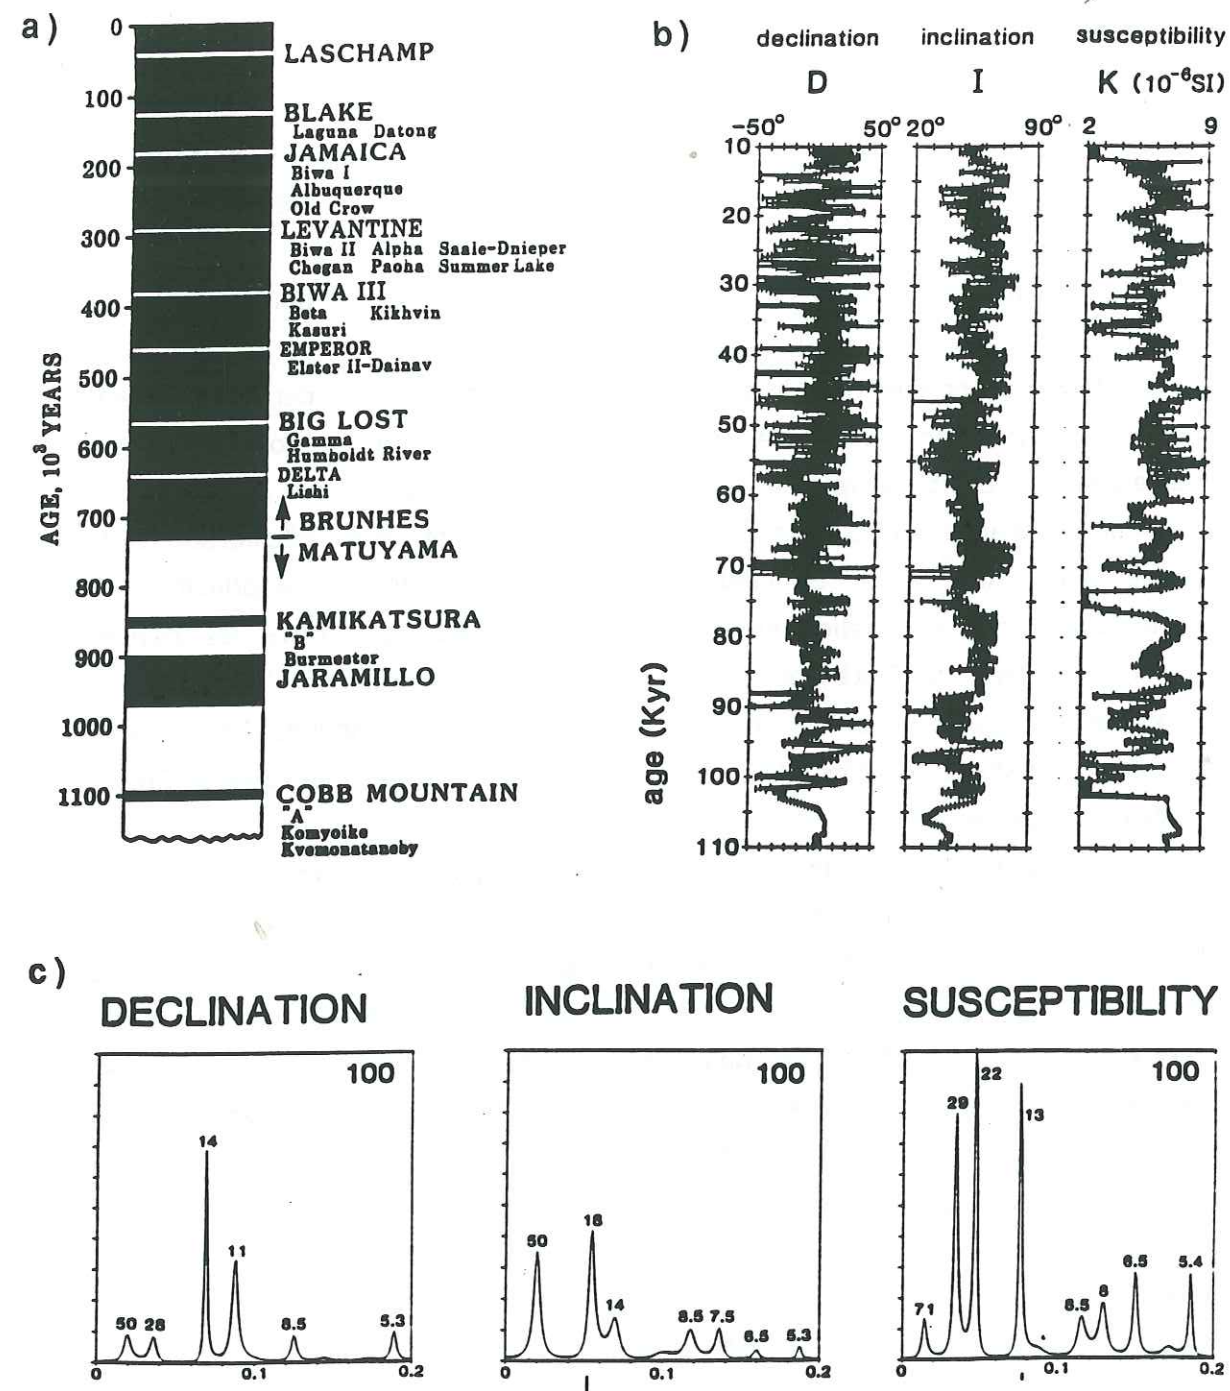 a)
0
100
200
300
400
500
600
700
800
900
1000
1100
AGE, 10³ YEARS
LASCHAMP
BLAKE
Laguna Datong
JAMAICA
Biwa I
Albuquerque
Old Crow
LEVANTINE
Biwa II Alpha Saale-Dnieper
Chegan Paoha Summer Lake
BIWA III
Beta Kikhvin
Kasuri
EMPEROR
Elster II-Dainav
BIG LOST
Gamma
Humboldt River
DELTA
Lishi
BRUNHES
MATUYAMA
KAMIKATSURA
"B"
Burmester
JARAMILLO
COBB MOUNTAIN
"A"
Komyoike
Kvemonataneby
b)
declination inclination susceptibility
D I K (10⁻⁶SI)
-50° 50° 20° 90° 2 9
10
20
30
40
50
60
70
80
90
100
110
age (Kyr)
c)
DECLINATION
100
50 28 14 11 8.5 5.3
0 0.1 0.2
INCLINATION
100
50 18 14 8.5 7.5 6.5 5.3
0 0.1 0.2
SUSCEPTIBILITY
100
71 29 22 13 8.5 8 6.5 5.4
0 0.1 0.2